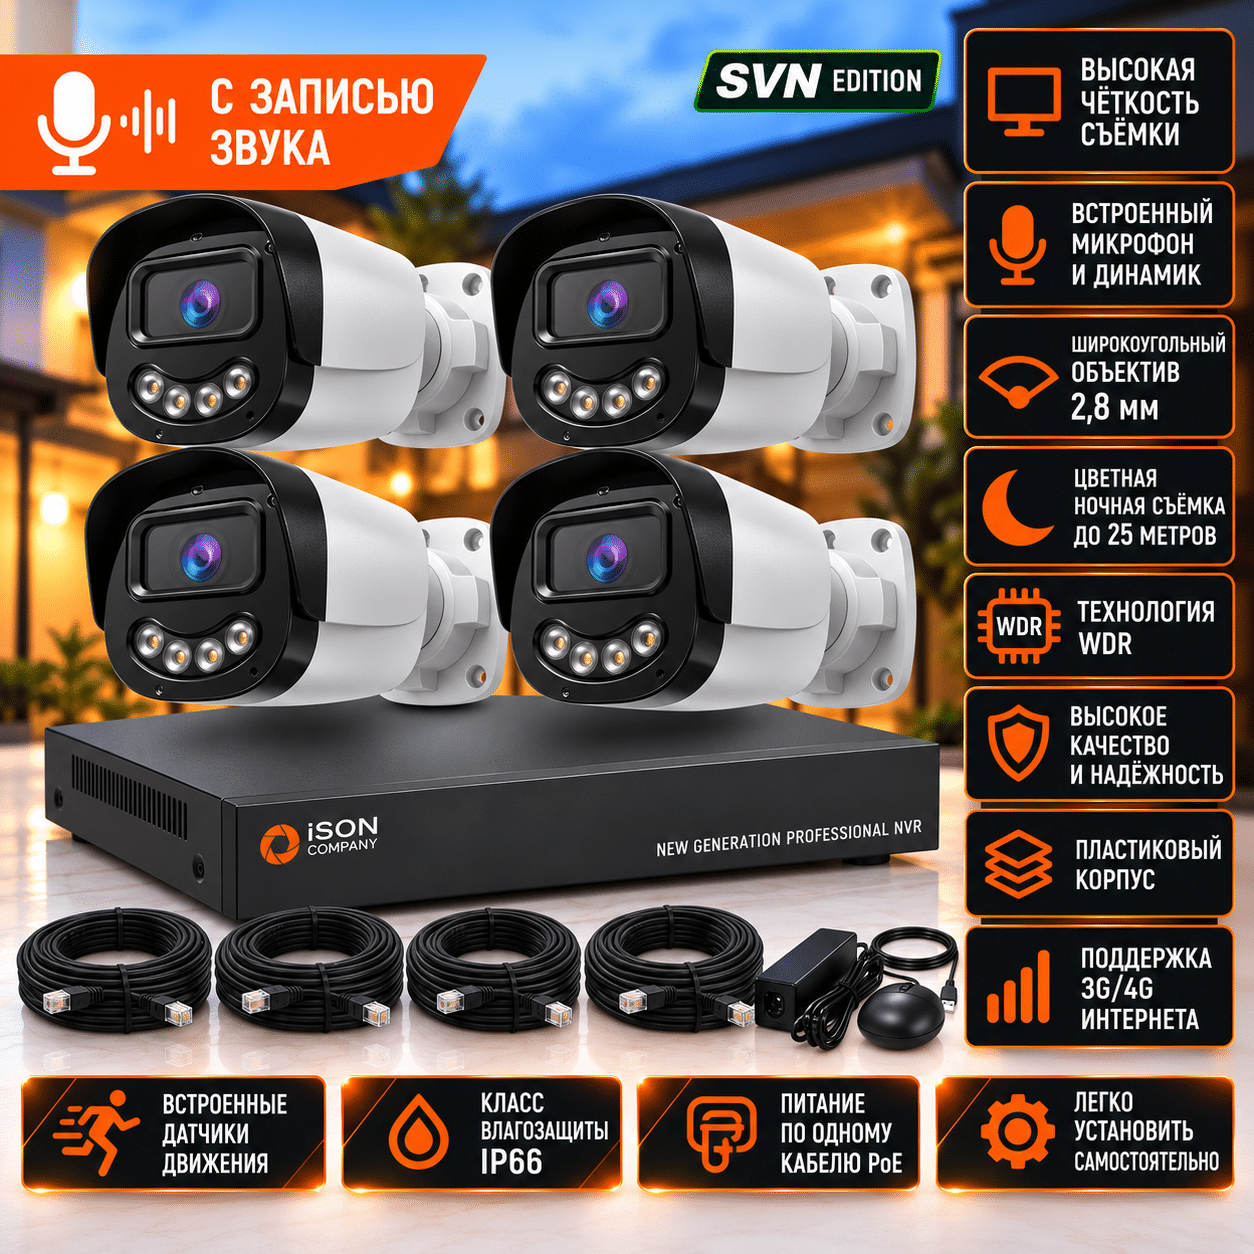 С ЗАПИСЬЮ
ЗВУКА
SVN EDITION
ВЫСОКАЯ
ЧЁТКОСТЬ
СЪЁМКИ
ВСТРОЕННЫЙ
МИКРОФОН
И ДИНАМИК
ШИРОКОУГОЛЬНЫЙ
ОБЪЕКТИВ
2,8 ММ
ЦВЕТНАЯ
НОЧНАЯ СЪЁМКА
ДО 25 МЕТРОВ
WDR
ТЕХНОЛОГИЯ
WDR
ВЫСОКОЕ
КАЧЕСТВО
И НАДЁЖНОСТЬ
ПЛАСТИКОВЫЙ
КОРПУС
ПОДДЕРЖКА
3G/4G
ИНТЕРНЕТА
iSON
COMPANY
NEW GENERATION PROFESSIONAL NVR
ВСТРОЕННЫЕ
ДАТЧИКИ
ДВИЖЕНИЯ
КЛАСС
ВЛАГОЗАЩИТЫ
IP66
ПИТАНИЕ
ПО ОДНОМУ
КАБЕЛЮ PoE
ЛЕГКО
УСТАНОВИТЬ
САМОСТОЯТЕЛЬНО